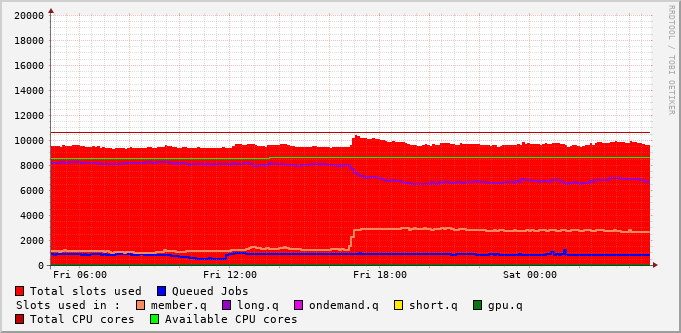 20000
18000
16000
14000
12000
10000
8000
6000
4000
2000
0
Fri 06:00 Fri 12:00 Fri 18:00 Sat 00:00
Total slots used Queued Jobs
Slots used in : member.q long.q ondemand.q short.q gpu.q
Total CPU cores Available CPU cores
RRDTOOL / TOBI OETIKER